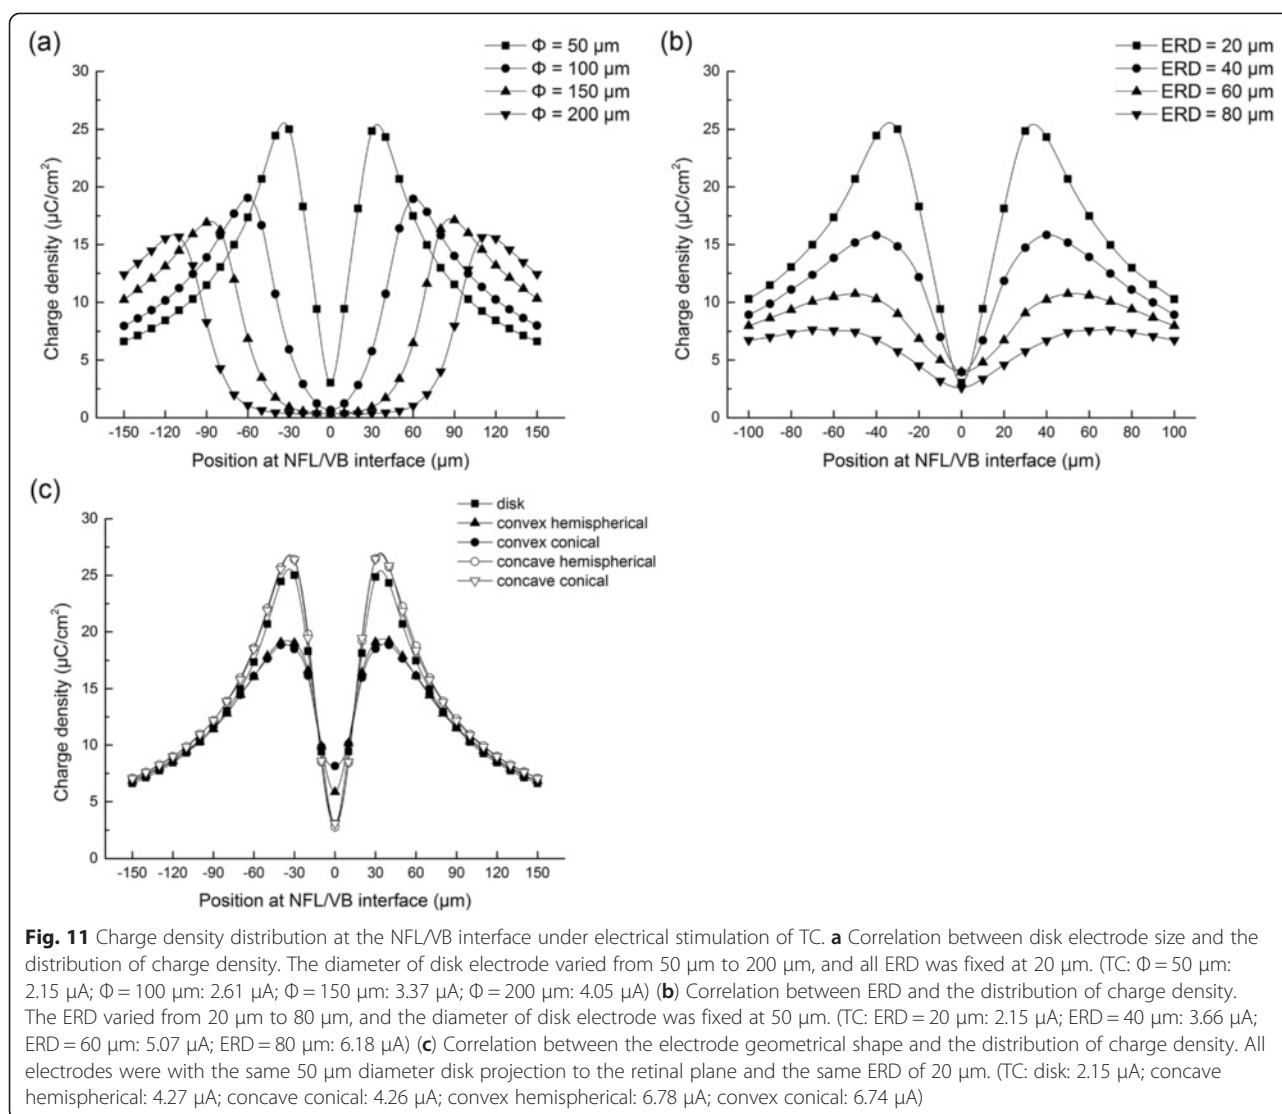 (a)
Φ = 50 μm
Φ = 100 μm
Φ = 150 μm
Φ = 200 μm
30
25
20
15
10
5
0
Charge density (μC/cm²)
-150 -120 -90 -60 -30 0 30 60 90 120 150
Position at NFL/VB interface (μm)
(b)
ERD = 20 μm
ERD = 40 μm
ERD = 60 μm
ERD = 80 μm
30
25
20
15
10
5
0
Charge density (μC/cm²)
-100 -80 -60 -40 -20 0 20 40 60 80 100
Position at NFL/VB interface (μm)
(c)
disk
convex hemispherical
convex conical
concave hemispherical
concave conical
30
25
20
15
10
5
0
Charge density (μC/cm²)
-150 -120 -90 -60 -30 0 30 60 90 120 150
Position at NFL/VB interface (μm)
Fig. 11 Charge density distribution at the NFL/VB interface under electrical stimulation of TC. a Correlation between disk electrode size and the
distribution of charge density. The diameter of disk electrode varied from 50 μm to 200 μm, and all ERD was fixed at 20 μm. (TC: Φ = 50 μm:
2.15 μA; Φ = 100 μm: 2.61 μA; Φ = 150 μm: 3.37 μA; Φ = 200 μm: 4.05 μA) (b) Correlation between ERD and the distribution of charge density.
The ERD varied from 20 μm to 80 μm, and the diameter of disk electrode was fixed at 50 μm. (TC: ERD = 20 μm: 2.15 μA; ERD = 40 μm: 3.66 μA;
ERD = 60 μm: 5.07 μA; ERD = 80 μm: 6.18 μA) (c) Correlation between the electrode geometrical shape and the distribution of charge density. All
electrodes were with the same 50 μm diameter disk projection to the retinal plane and the same ERD of 20 μm. (TC: disk: 2.15 μA; concave
hemispherical: 4.27 μA; concave conical: 4.26 μA; convex hemispherical: 6.78 μA; convex conical: 6.74 μA)